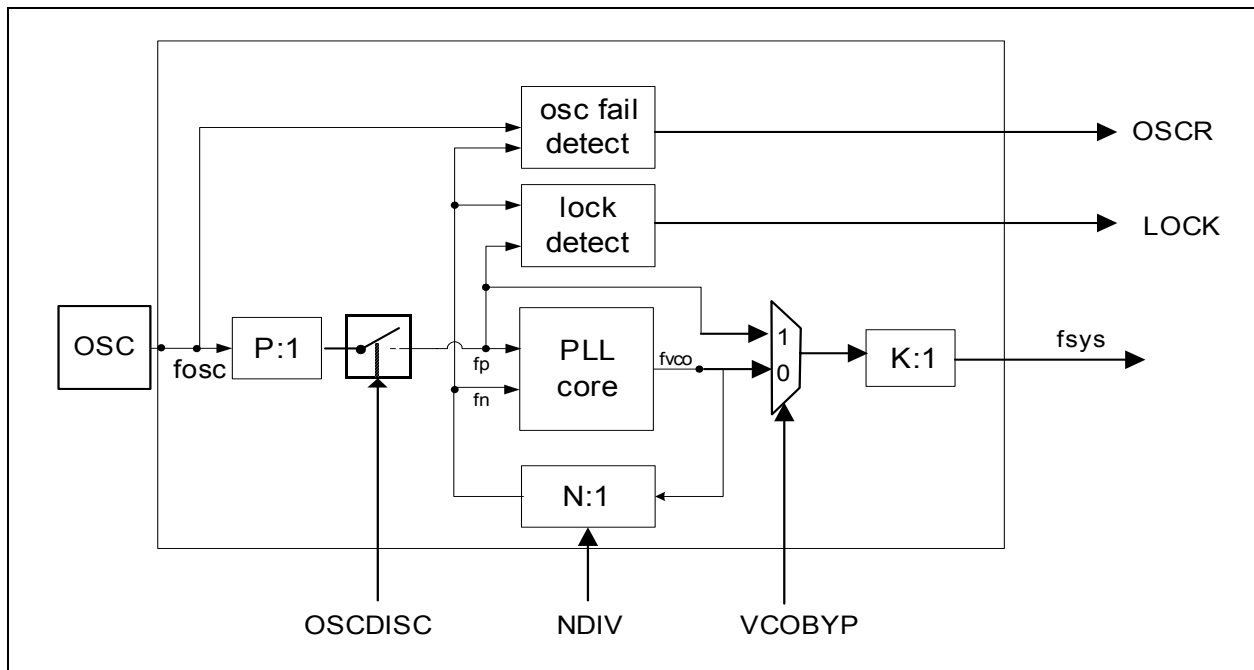 osc fail
detect
OSCR
lock
detect
LOCK
OSC
fosc
P:1
fp
fn
PLL
core
fvco
1
0
K:1
fsys
N:1
OSCDISC
NDIV
VCOBYP